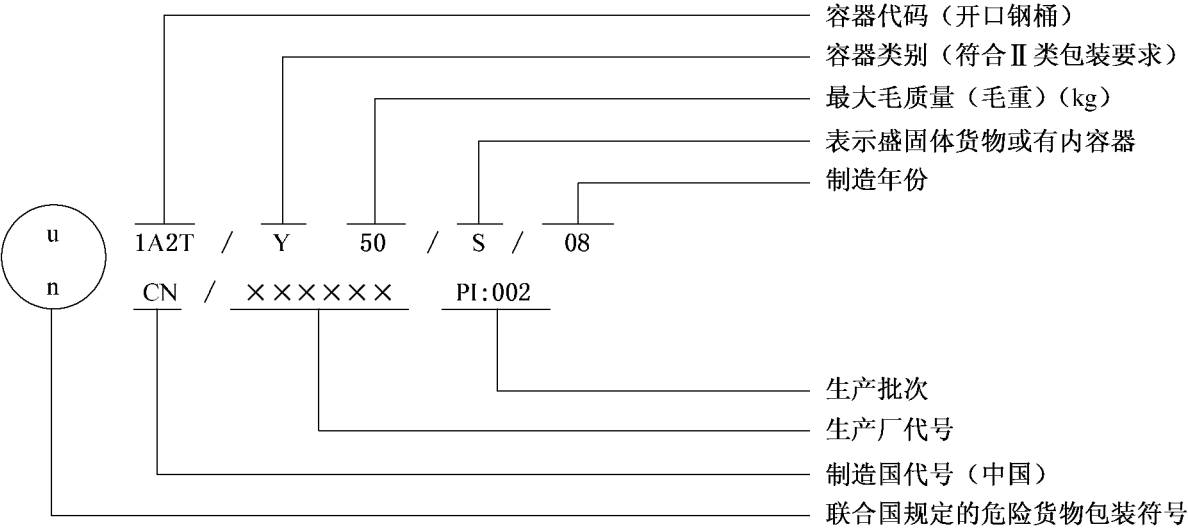 容器代码（开口钢桶）
容器类别（符合Ⅱ类包装要求）
最大毛质量（毛重）（kg）
表示盛固体货物或有内容器
制造年份
u
n
1A2T / Y 50 / S / 08
CN / ×××××× PI:002
生产批次
生产厂代号
制造国代号（中国）
联合国规定的危险货物包装符号